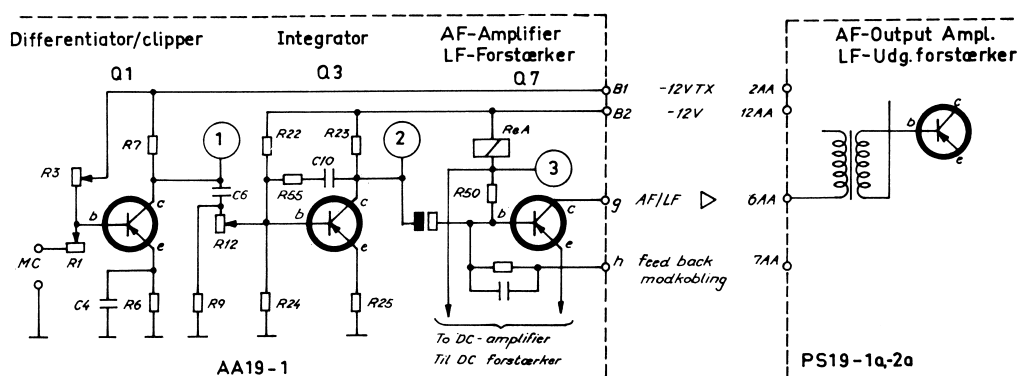 Differentiator/clipper
Q1
Integrator
Q3
AF-Amplifier
LF-Forstærker
Q7
AF-Output Ampl.
LF-Udg.forstærker
B1
-12V TX
2AA
B2
-12V
12AA
R3
R7
1
C6
R22
R23
C10
R55
2
ReA
3
R50
b
c
e
R1
MC
R12
b
c
e
b
c
e
g
AF/LF
6AA
b
c
e
h
feed back
modkobling
7AA
C4
R6
R9
R24
R25
To DC-amplifier
Til DC forstærker
AA19-1
PS19-1a,-2a